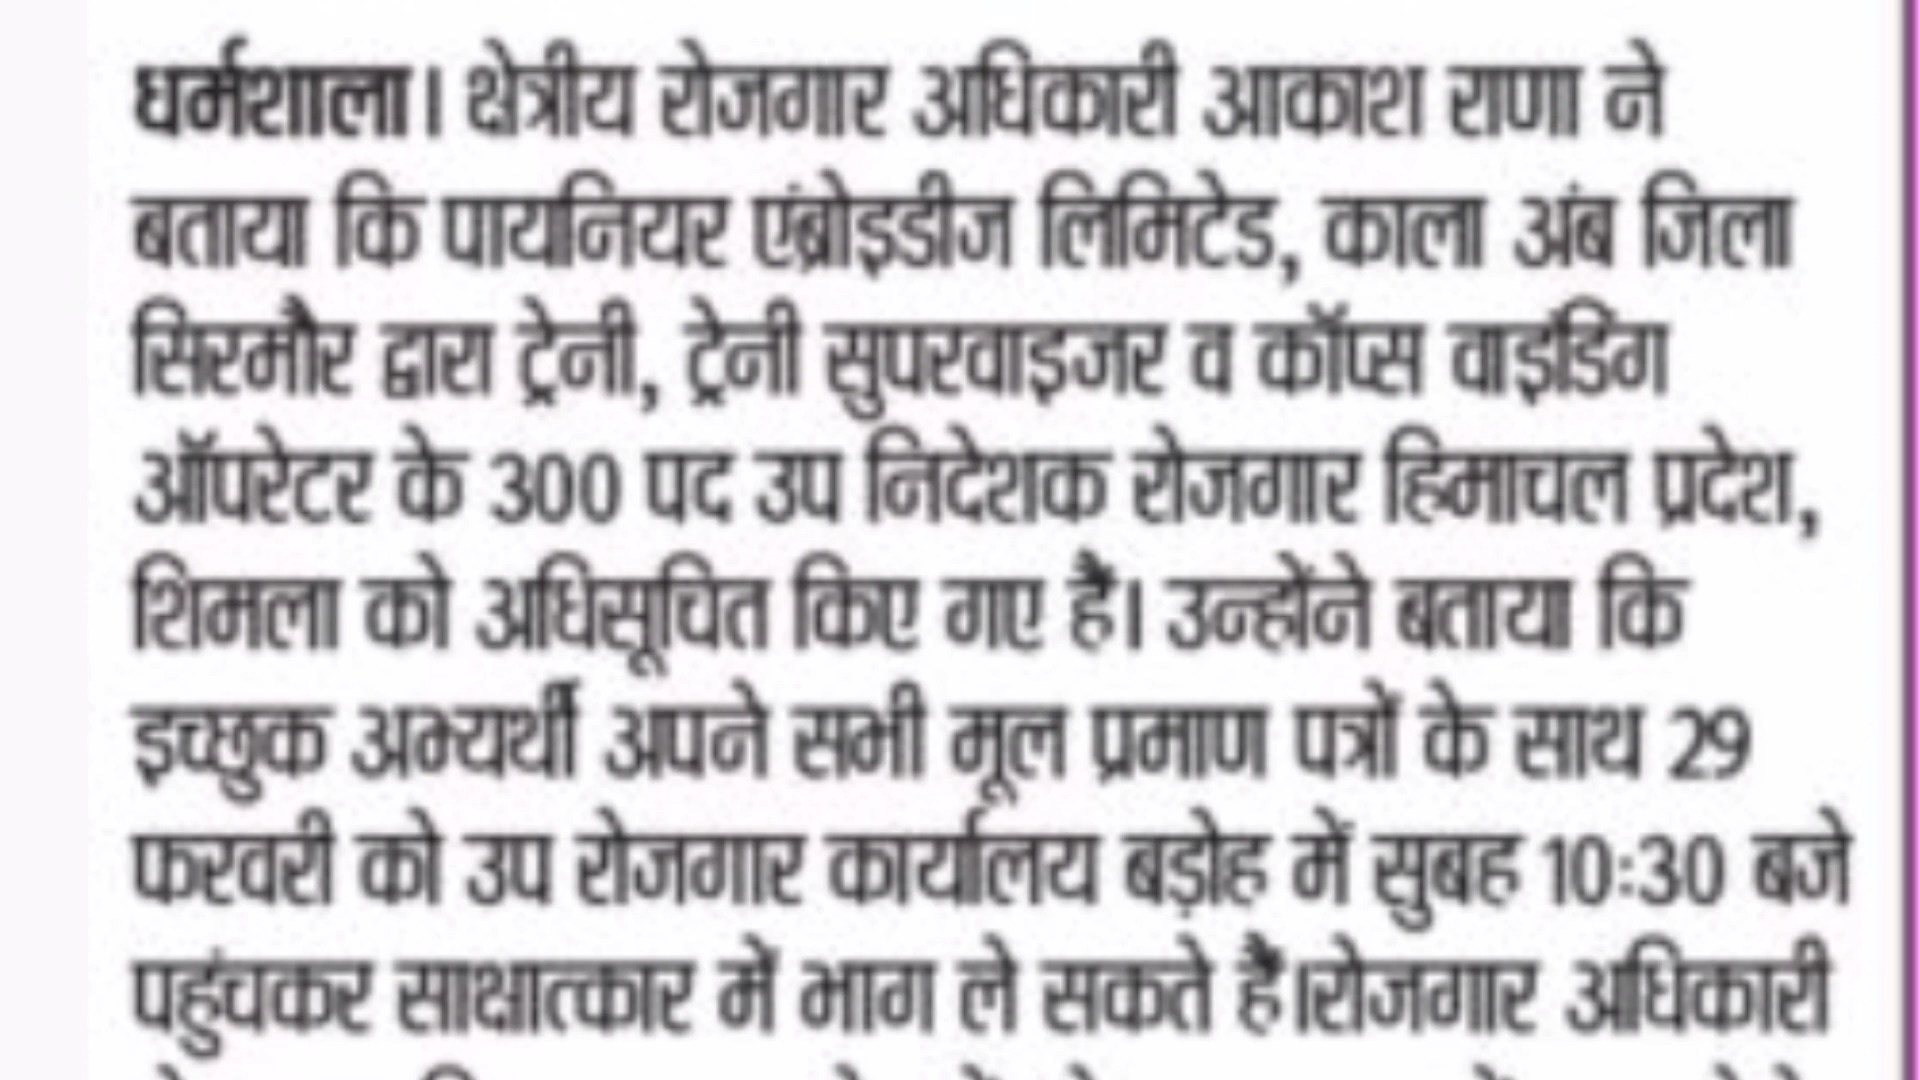 धर्मशाला। क्षेत्रीय रोजगार अधिकारी आकाश राणा ने
बताया कि पायनियर एंब्रोइडीज लिमिटेड, काला अंब जिला
सिरमौर द्वारा ट्रेनी, ट्रेनी सुपरवाइजर व कॉप्स वाइंडिंग
ऑपरेटर के 300 पद उप निदेशक रोजगार हिमाचल प्रदेश,
शिमला को अधिसूचित किए गए हैं। उन्होंने बताया कि
इच्छुक अभ्यर्थी अपने सभी मूल प्रमाण पत्रों के साथ 29
फरवरी को उप रोजगार कार्यालय बड़ोह में सुबह 10:30 बजे
पहुंचकर साक्षात्कार में भाग ले सकते हैं।रोजगार अधिकारी